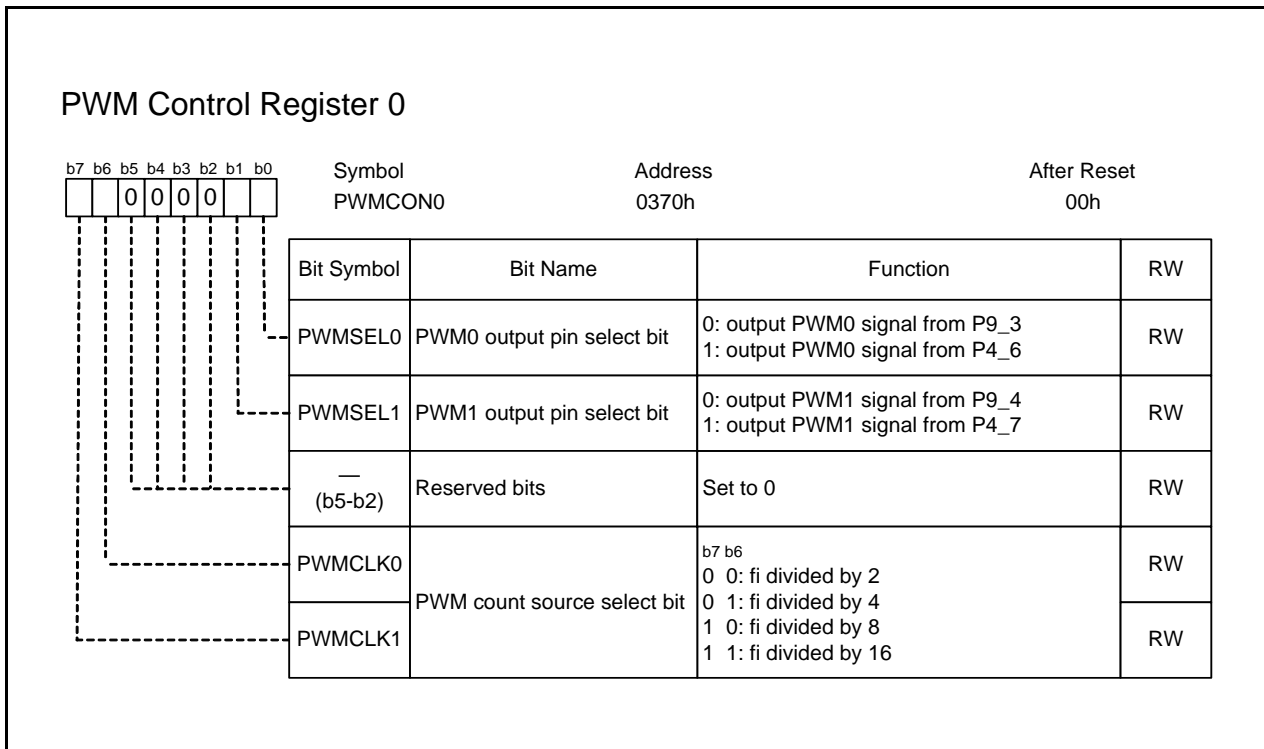 PWM Control Register 0
b7 b6 b5 b4 b3 b2 b1 b0
0 0 0 0
Symbol Address After Reset
PWMCON0 0370h 00h
Bit Symbol Bit Name Function RW
PWMSEL0 PWM0 output pin select bit 0: output PWM0 signal from P9_3
1: output PWM0 signal from P4_6 RW
PWMSEL1 PWM1 output pin select bit 0: output PWM1 signal from P9_4
1: output PWM1 signal from P4_7 RW
—
(b5-b2) Reserved bits Set to 0 RW
PWMCLK0 RW
PWMCLK1 RW
PWM count source select bit
b7 b6
0 0: fi divided by 2
0 1: fi divided by 4
1 0: fi divided by 8
1 1: fi divided by 16